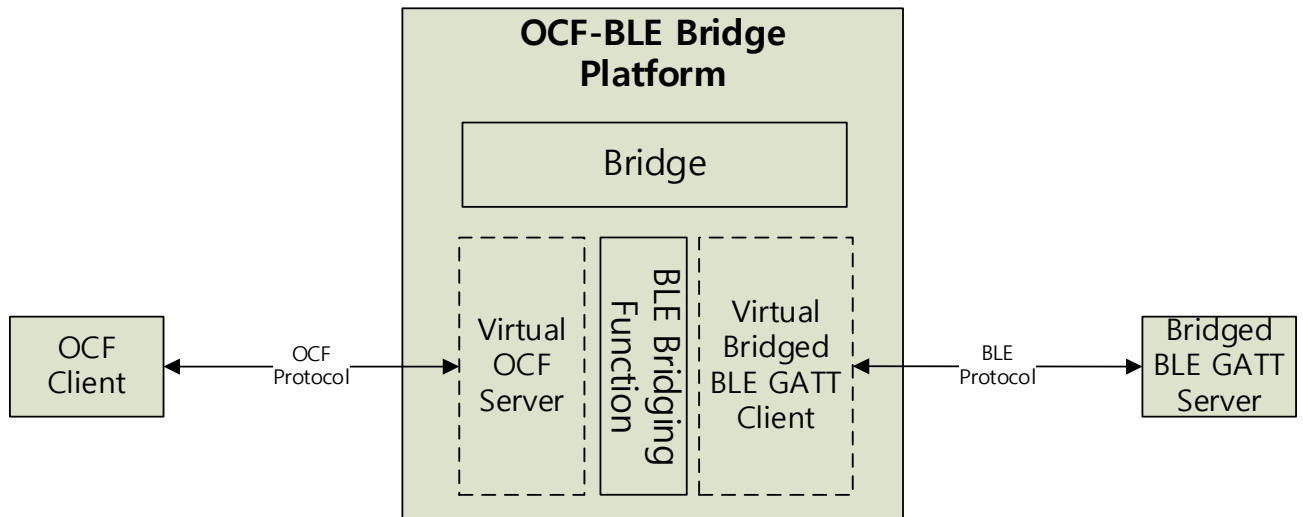 OCF-BLE Bridge
Platform
Bridge
OCF
Client
OCF
Protocol
Virtual
OCF
Server
BLE Bridging
Function
Virtual
Bridged
BLE GATT
Client
BLE
Protocol
Bridged
BLE GATT
Server